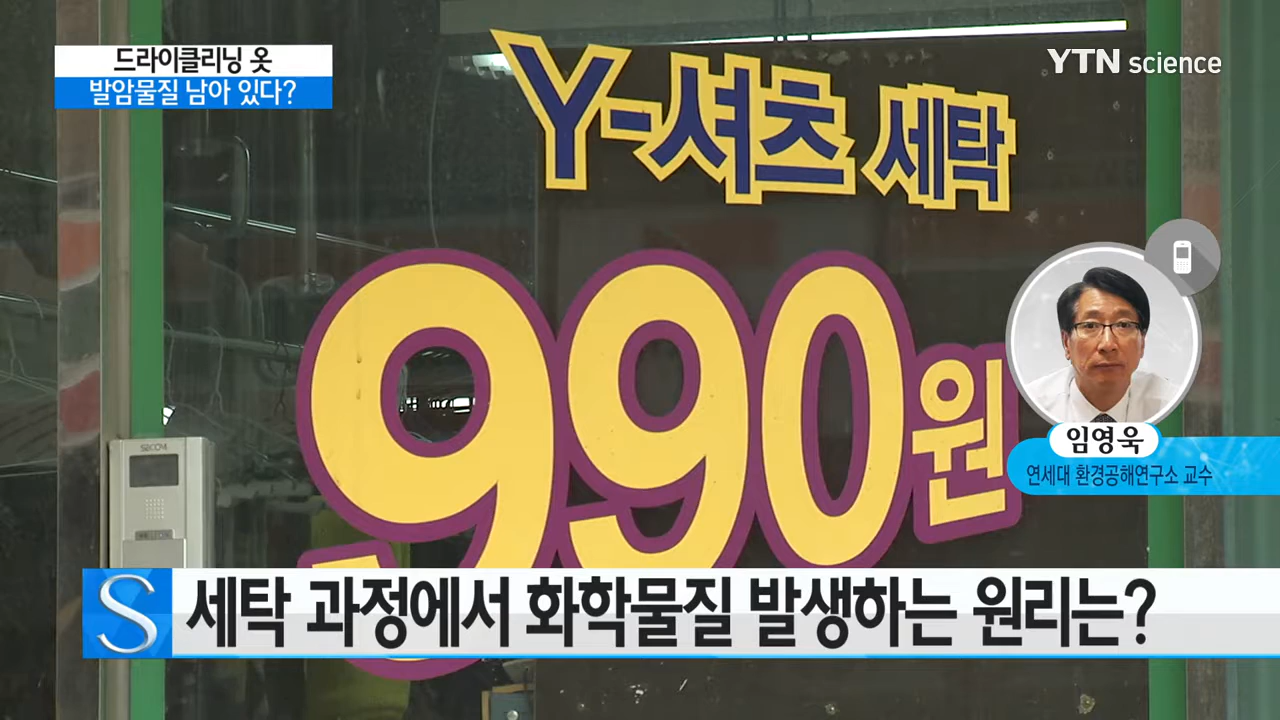 드라이클리닝 옷
발암물질 남아 있다?
YTN science
Y-셔츠 세탁
990원
SECOM
임영욱
연세대 환경공해연구소 교수
S 세탁 과정에서 화학물질 발생하는 원리는?